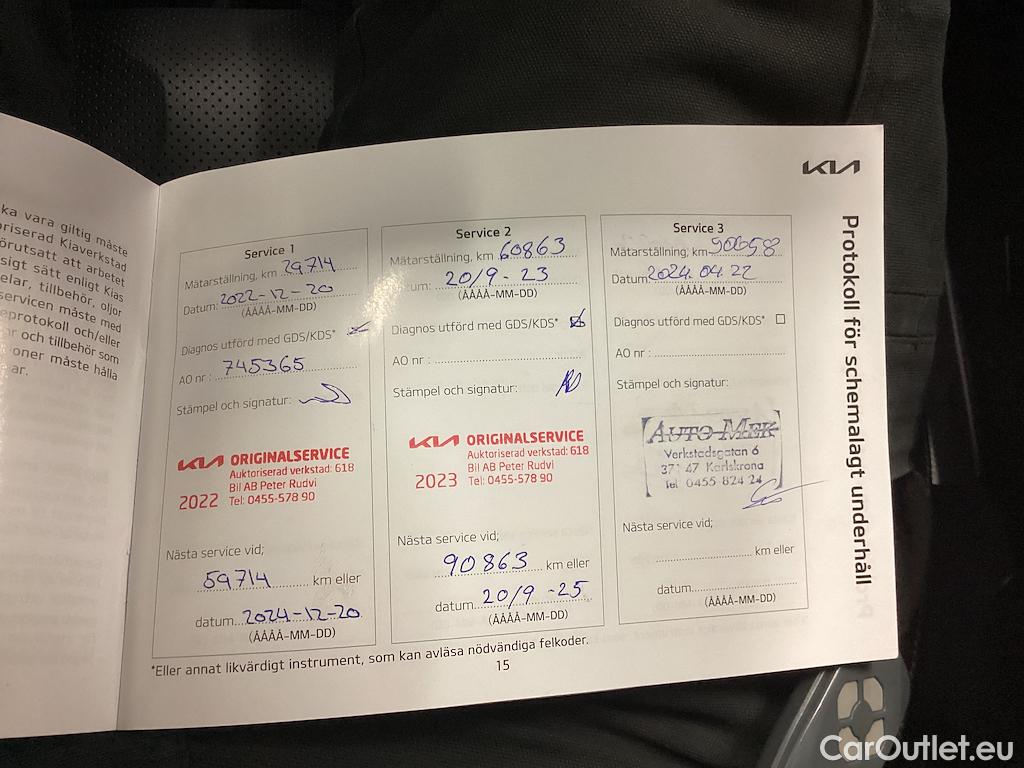 ka vara giltig måste
riserad Kiaverkstad
örutsatt att arbetet
sigt sätt enligt Kias
elar, tillbehör, oljor
servicen måste med
eprotokoll och/eller
or och tillbehör som
oner måste hålla
ar.
KIA
Protokoll för schemalagt underhåll
Service 1
Mätarställning, km 29714
Datum: 2022-12-20
(ÅÅÅÅ-MM-DD)
Diagnos utförd med GDS/KDS*
AO nr : 745365
Stämpel och signatur:
KIA ORIGINALSERVICE
Auktoriserad verkstad: 618
Bil AB Peter Rudvi
2022 Tel: 0455-578 90
Nästa service vid;
59714 km eller
datum 2024-12-20
(ÅÅÅÅ-MM-DD)
Service 2
Mätarställning, km 60863
um: 20/9-23
(ÅÅÅÅ-MM-DD)
Diagnos utförd med GDS/KDS*
AO nr :
Stämpel och signatur:
KIA ORIGINALSERVICE
Auktoriserad verkstad: 618
Bil AB Peter Rudvi
2023 Tel: 0455-578 90
Nästa service vid;
90863 km eller
datum 20/9-25
(ÅÅÅÅ-MM-DD)
Service 3
Mätarställning, km 90658
Datum 2024.04.22
(ÅÅÅÅ-MM-DD)
Diagnos utförd med GDS/KDS*
AO nr :
Stämpel och signatur:
AUTO MEK
Verkstadsgatan 6
371 47 Karlskrona
Tel 0455 824 24
Nästa service vid;
km eller
datum
(ÅÅÅÅ-MM-DD)
*Eller annat likvärdigt instrument, som kan avläsa nödvändiga felkoder.
15
CarOutlet.eu